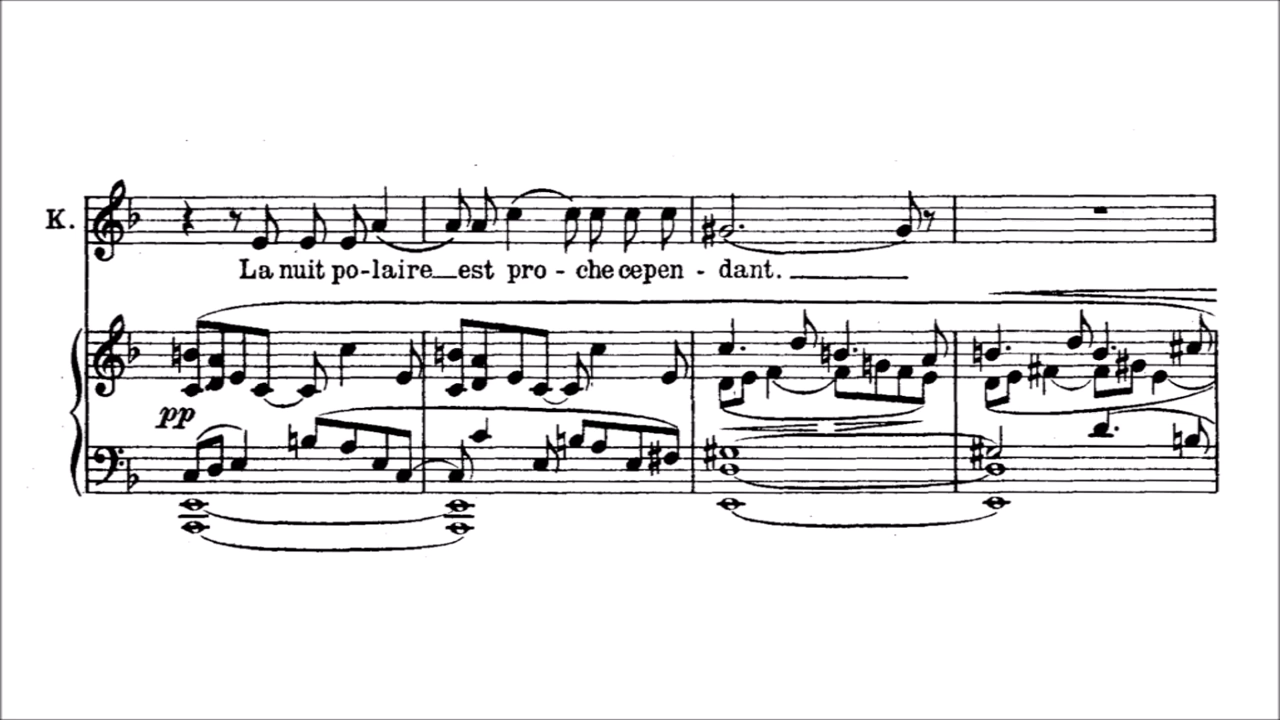 K.
La nuit po-laire est pro - che cepen - dant.
pp